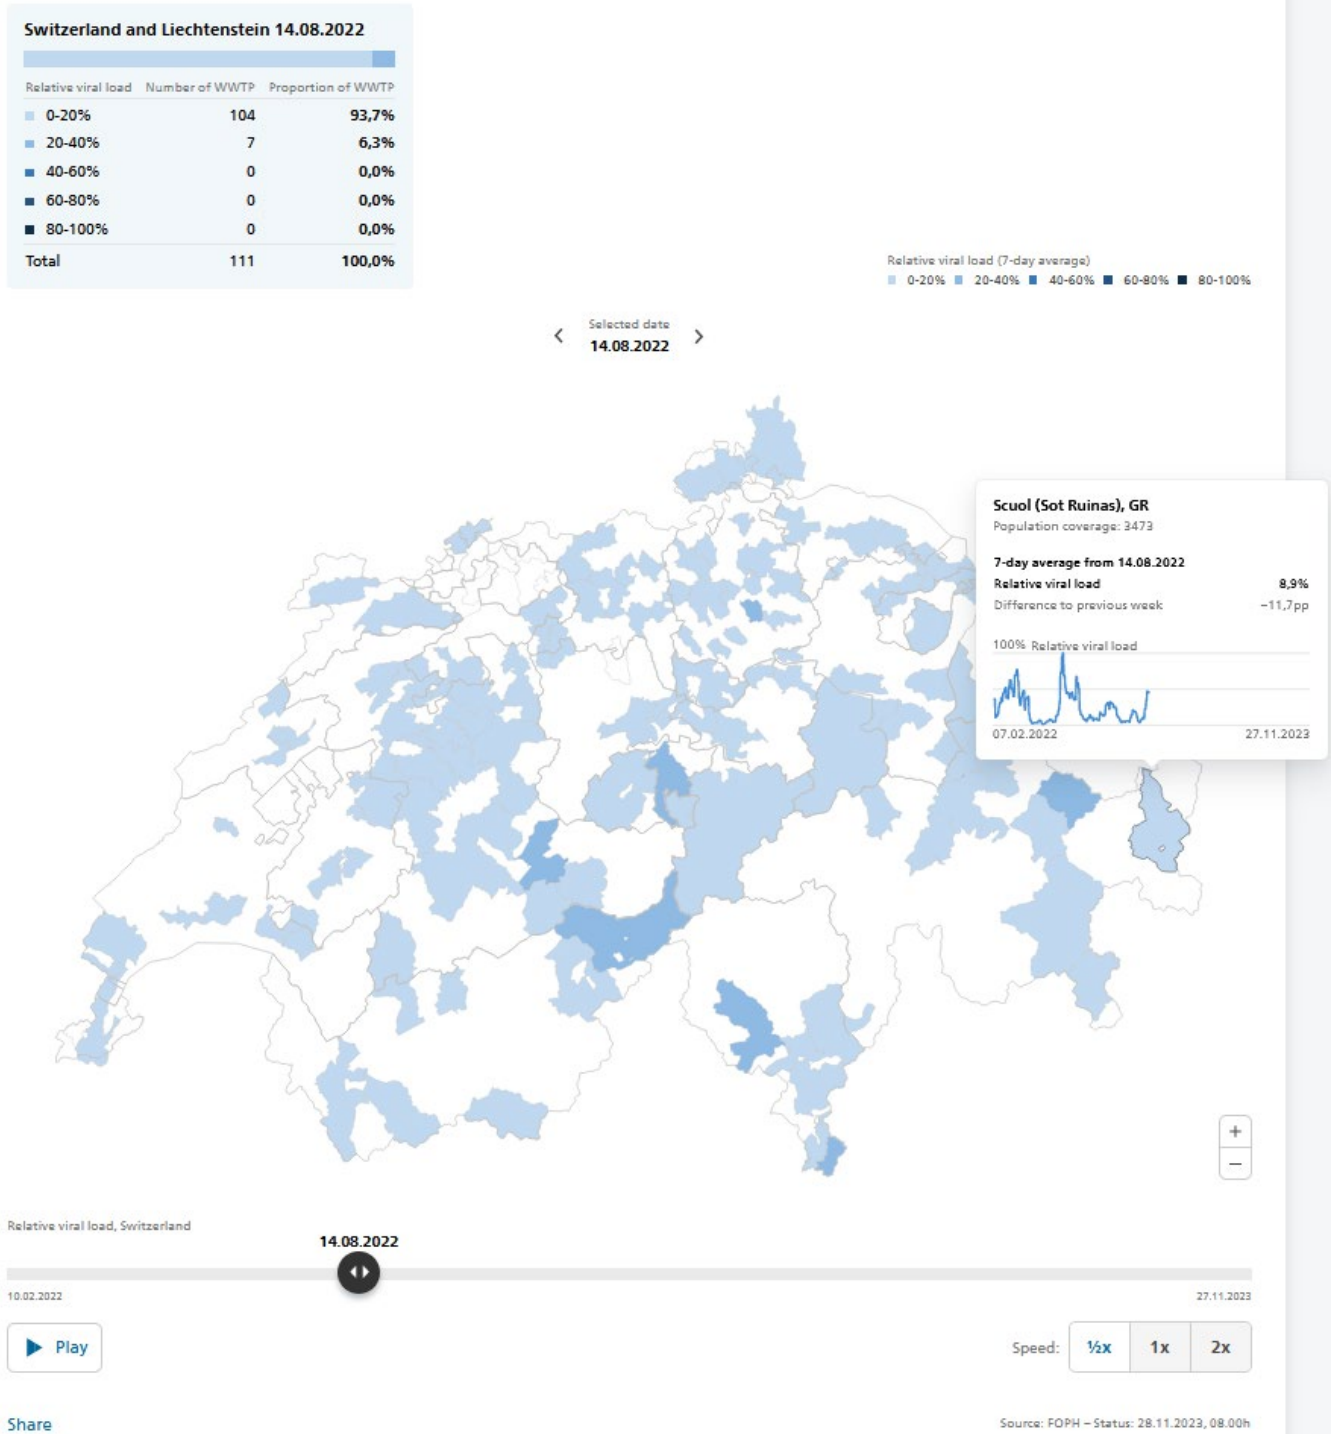 Switzerland and Liechtenstein 14.08.2022
Relative viral load Number of WWTP Proportion of WWTP
0-20% 104 93,7%
20-40% 7 6,3%
40-60% 0 0,0%
60-80% 0 0,0%
80-100% 0 0,0%
Total 111 100,0%
Relative viral load (7-day average)
0-20% 20-40% 40-60% 60-80% 80-100%
Selected date
14.08.2022
Scuol (Sot Ruinas), GR
Population coverage: 3473
7-day average from 14.08.2022
Relative viral load 8,9%
Difference to previous week −11,7pp
100% Relative viral load
07.02.2022 27.11.2023
+
−
Relative viral load, Switzerland
14.08.2022
10.02.2022 27.11.2023
Play
Speed: ½x 1x 2x
Share
Source: FOPH – Status: 28.11.2023, 08.00h